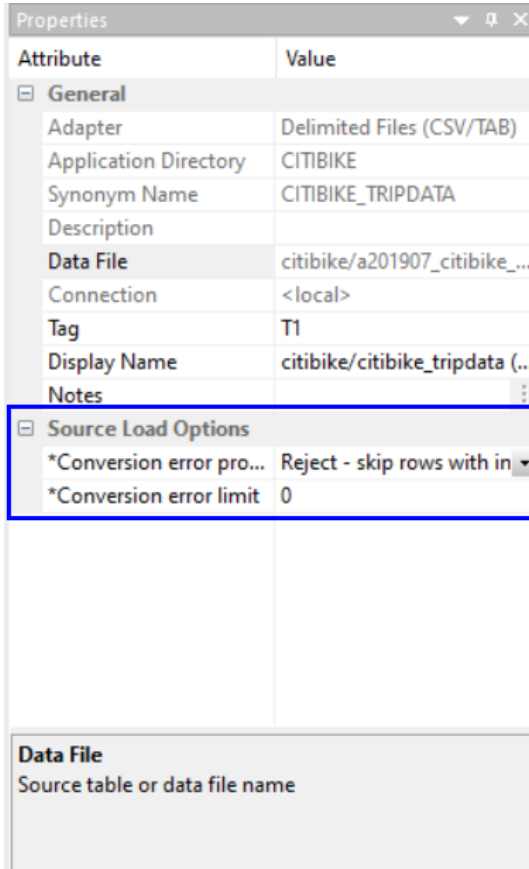 Properties
Attribute Value
General
Adapter Delimited Files (CSV/TAB)
Application Directory CITIBIKE
Synonym Name CITIBIKE_TRIPDATA
Description
Data File citibike/a201907_citibike_...
Connection <local>
Tag T1
Display Name citibike/citibike_tripdata (...
Notes
Source Load Options
*Conversion error pro... Reject - skip rows with in
*Conversion error limit 0
Data File
Source table or data file name